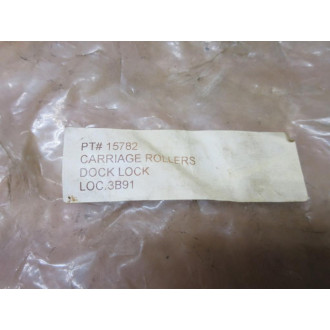 PT# 15782
CARRIAGE ROLLERS
DOCK LOCK
LOC.3B91